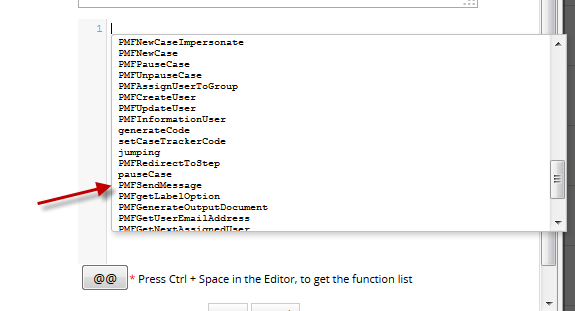 1
PMFNewCaseImpersonate
PMFNewCase
PMFPauseCase
PMFUnpauseCase
PMFAssignUserToGroup
PMFCreateUser
PMFUpdateUser
PMFInformationUser
generateCode
setCaseTrackerCode
jumping
PMFRedirectToStep
pauseCase
PMFSendMessage
PMFgetLabelOption
PMFGenerateOutputDocument
PMFGetUserEmailAddress
PMFGetNextAssignedUser
@@ * Press Ctrl + Space in the Editor, to get the function list